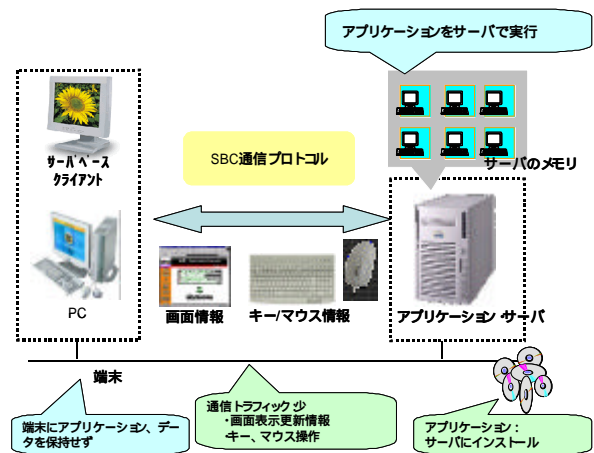 アプリケーションをサーバで実行
サーバベース
クライアント
SBC通信プロトコル
サーバのメモリ
PC
画面情報
キー/マウス情報
アプリケーション・サーバ
端末
端末にアプリケーション、デー
タを保持せず
通信トラフィック:少
・画面表示更新情報
・キー、マウス操作
アプリケーション:
サーバにインストール